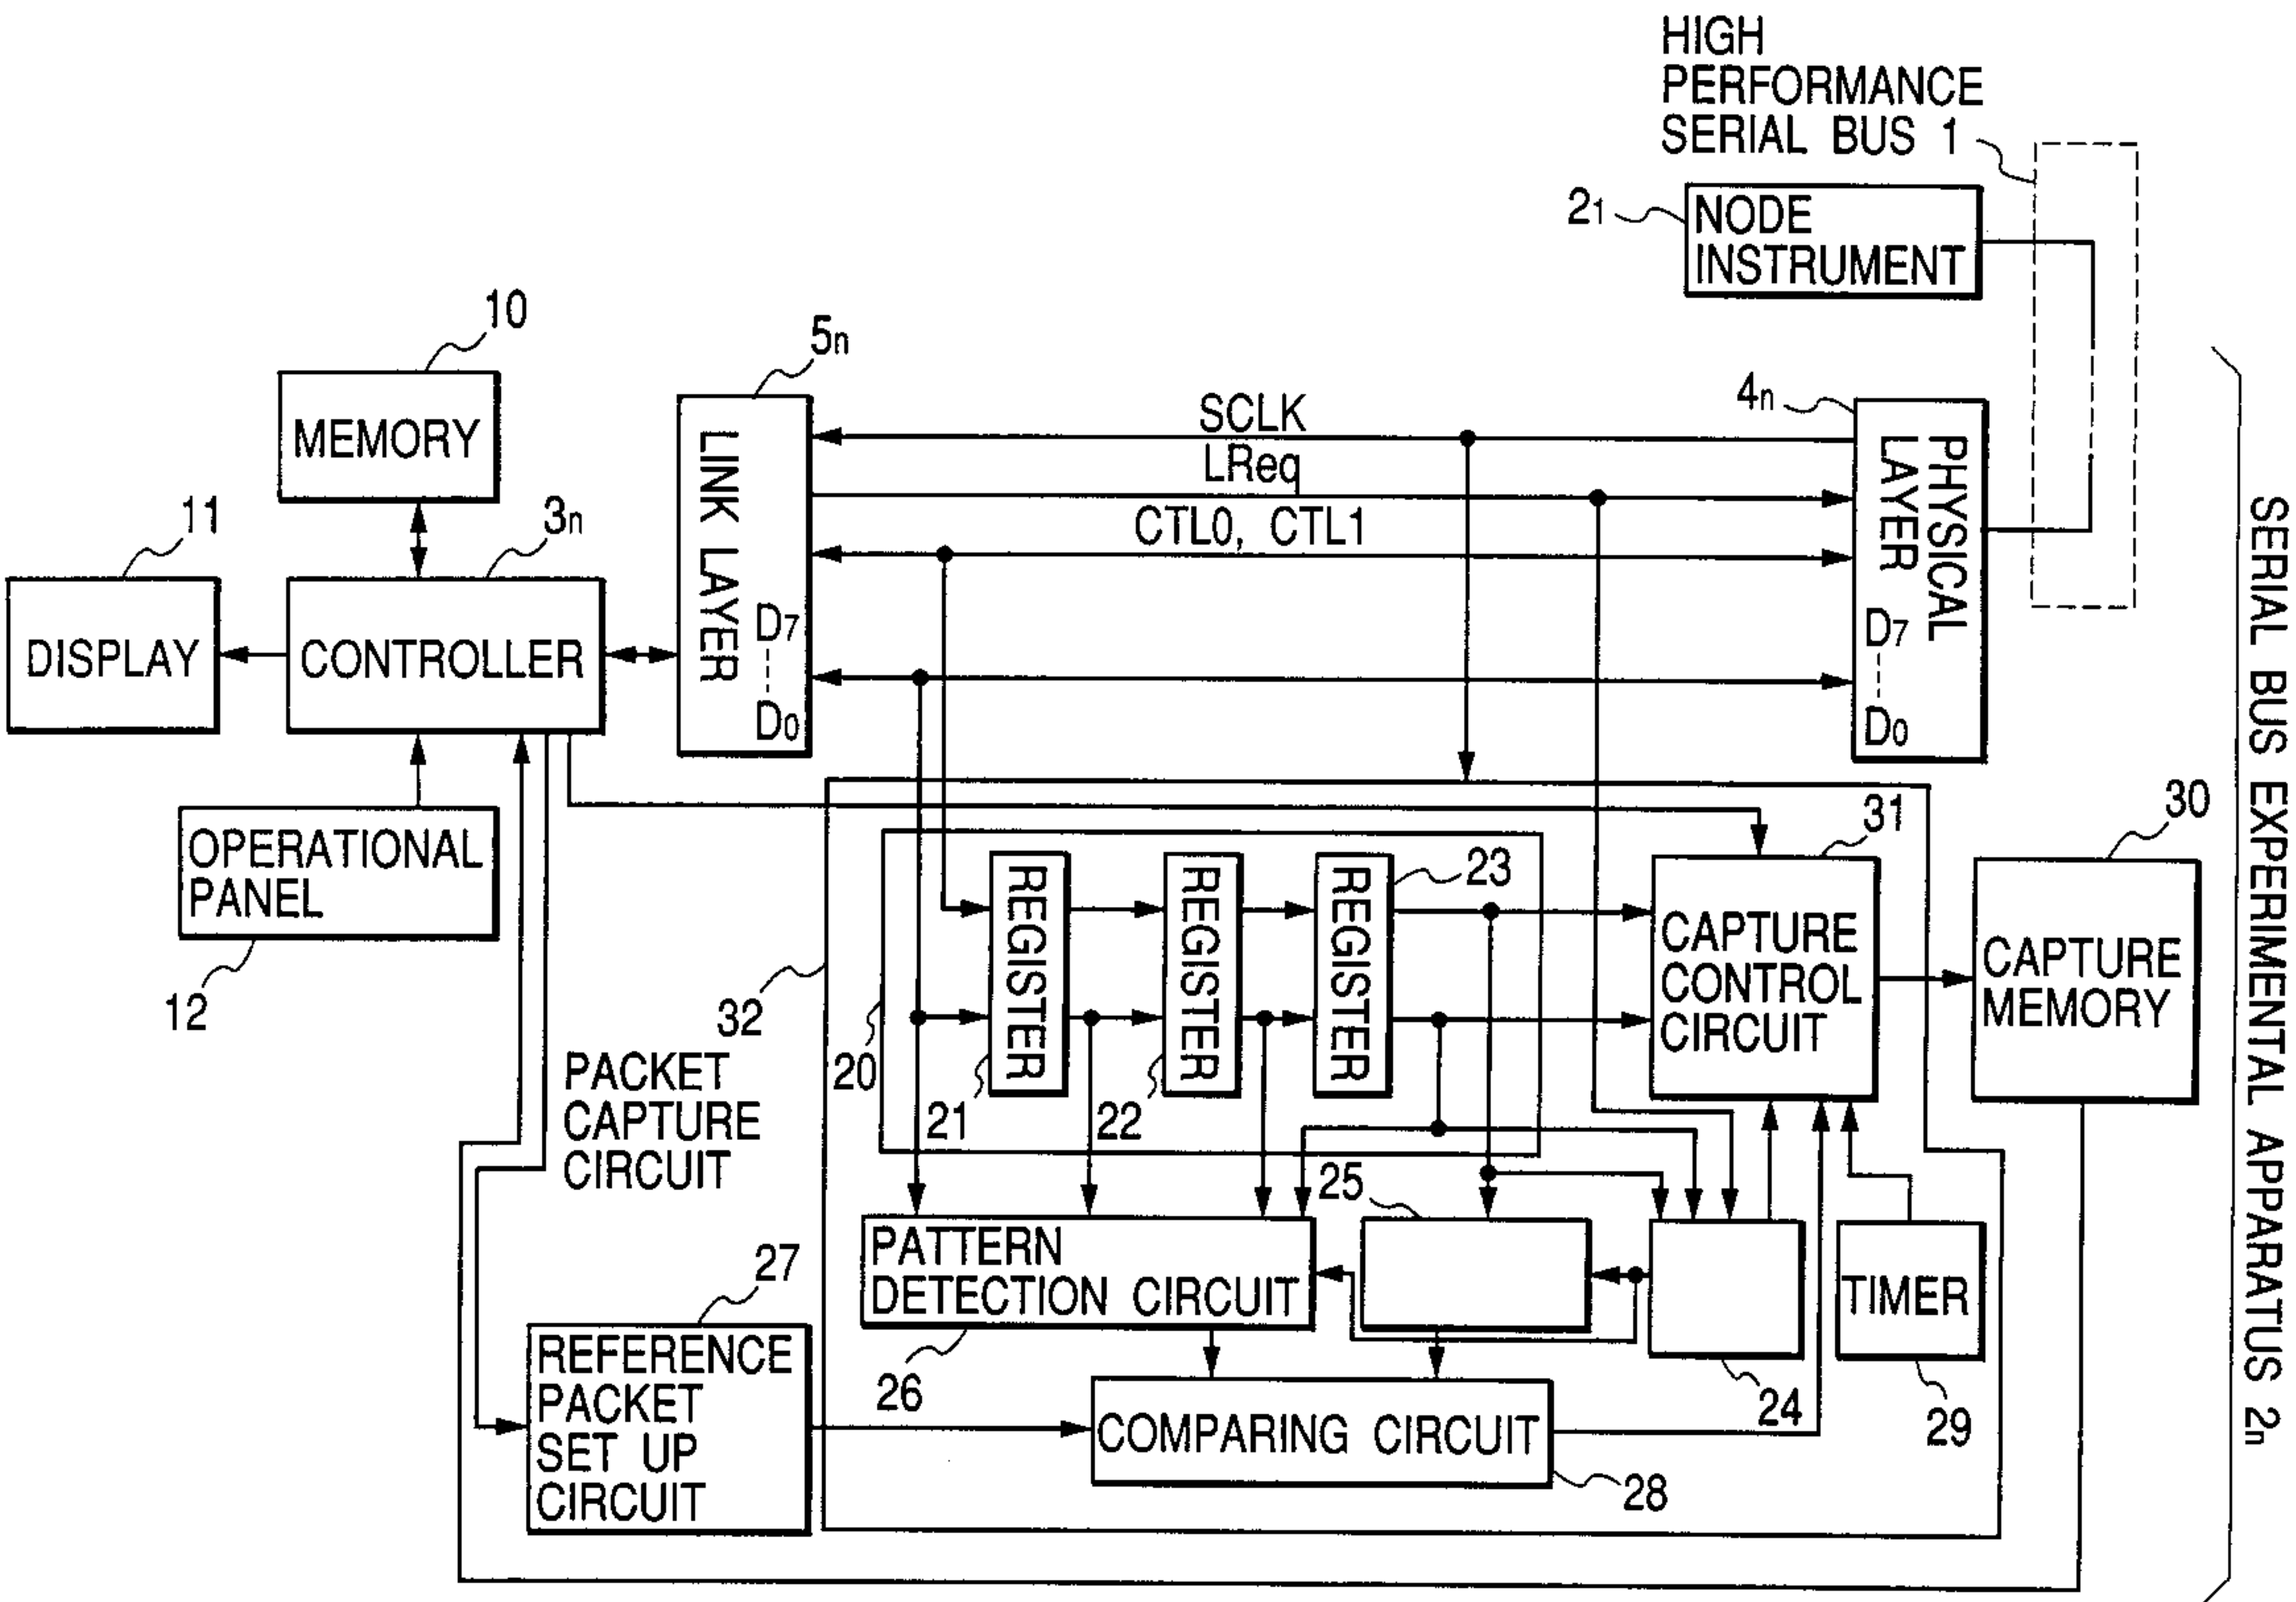 HIGH
PERFORMANCE
SERIAL BUS 1
21
NODE
INSTRUMENT
10
MEMORY
5n
LINK LAYER
D7
D0
SCLK
LReq
CTL0, CTL1
4n
PHYSICAL
LAYER
D7
D0
11
DISPLAY
3n
CONTROLLER
OPERATIONAL
PANEL
12
SERIAL BUS EXPERIMENTAL APPARATUS 2n
32
20
REGISTER
21
REGISTER
22
REGISTER
23
31
CAPTURE
CONTROL
CIRCUIT
30
CAPTURE
MEMORY
PACKET
CAPTURE
CIRCUIT
PATTERN
DETECTION CIRCUIT
26
25
24
TIMER
29
27
REFERENCE
PACKET
SET UP
CIRCUIT
COMPARING CIRCUIT
28